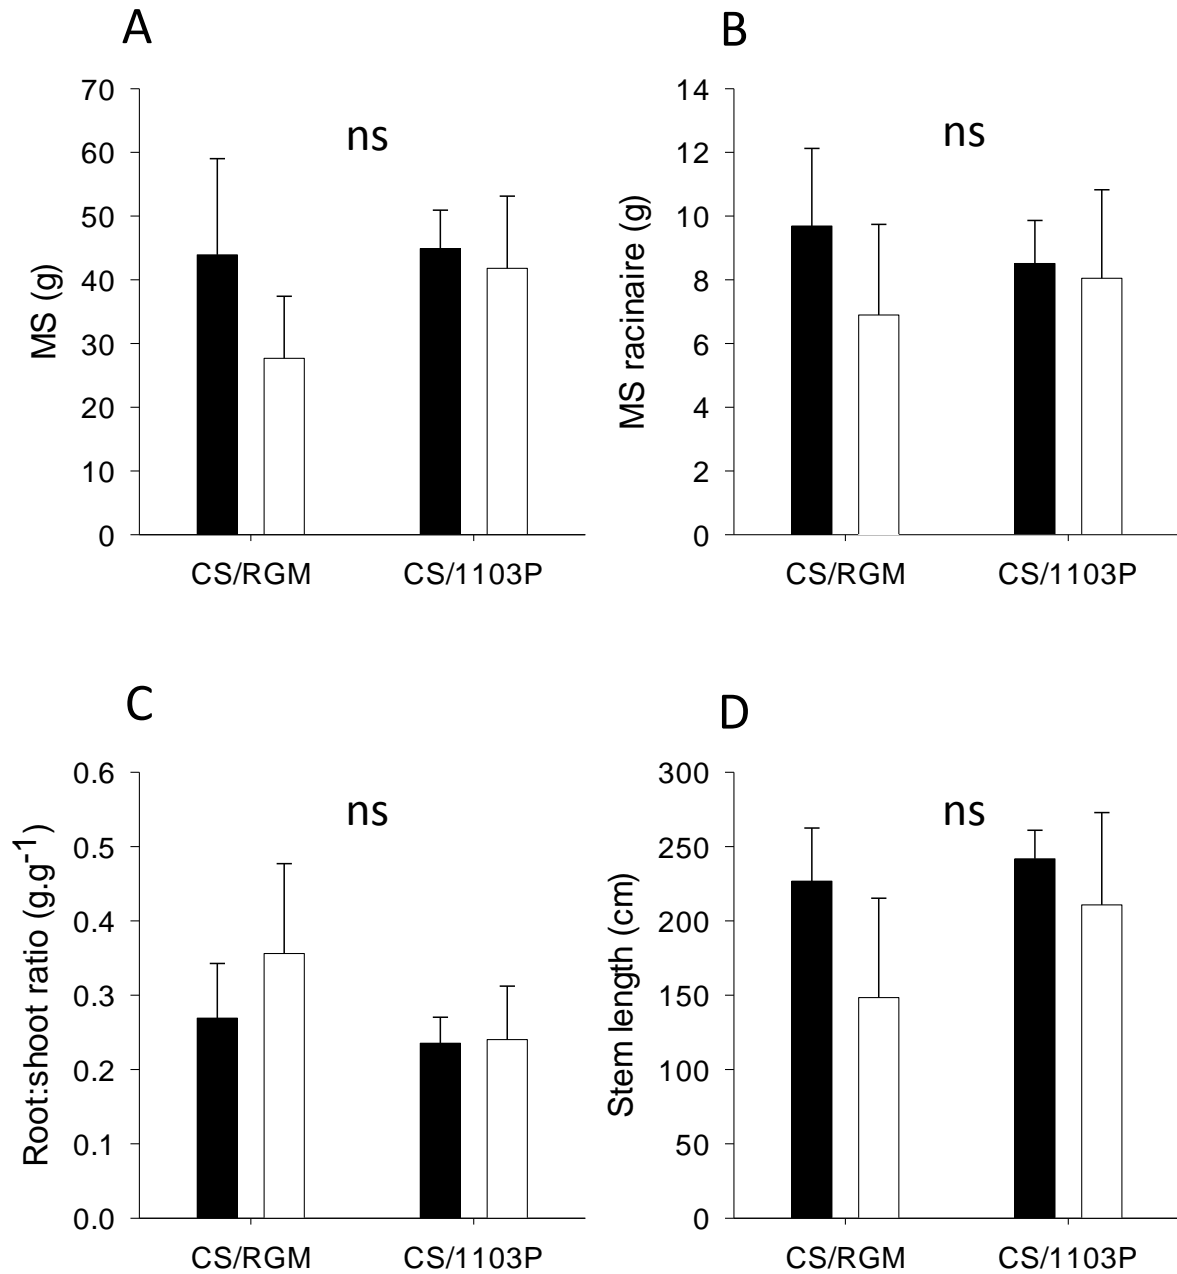 A
MS (g)
70
60
50
40
30
20
10
0
ns
CS/RGM
CS/1103P
B
MS racinaire (g)
14
12
10
8
6
4
2
0
ns
CS/RGM
CS/1103P
C
Root:shoot ratio (g.g⁻¹)
0.6
0.5
0.4
0.3
0.2
0.1
0.0
ns
CS/RGM
CS/1103P
D
Stem length (cm)
300
250
200
150
100
50
0
ns
CS/RGM
CS/1103P